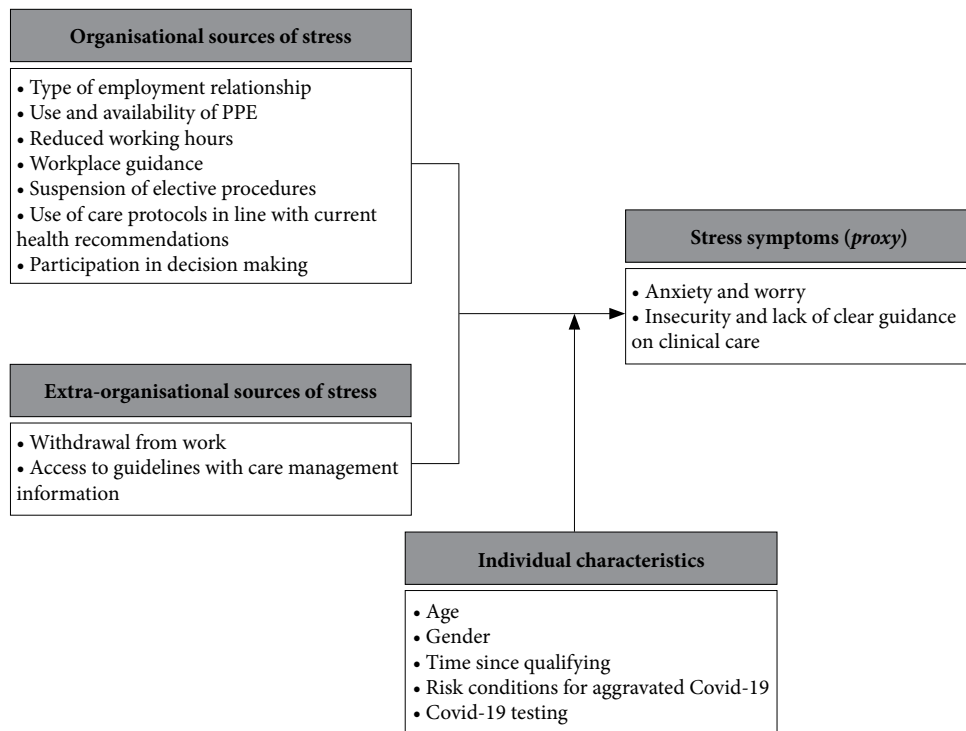 Organisational sources of stress
• Type of employment relationship
• Use and availability of PPE
• Reduced working hours
• Workplace guidance
• Suspension of elective procedures
• Use of care protocols in line with current
health recommendations
• Participation in decision making
Extra-organisational sources of stress
• Withdrawal from work
• Access to guidelines with care management
information
Stress symptoms (proxy)
• Anxiety and worry
• Insecurity and lack of clear guidance
on clinical care
Individual characteristics
• Age
• Gender
• Time since qualifying
• Risk conditions for aggravated Covid-19
• Covid-19 testing